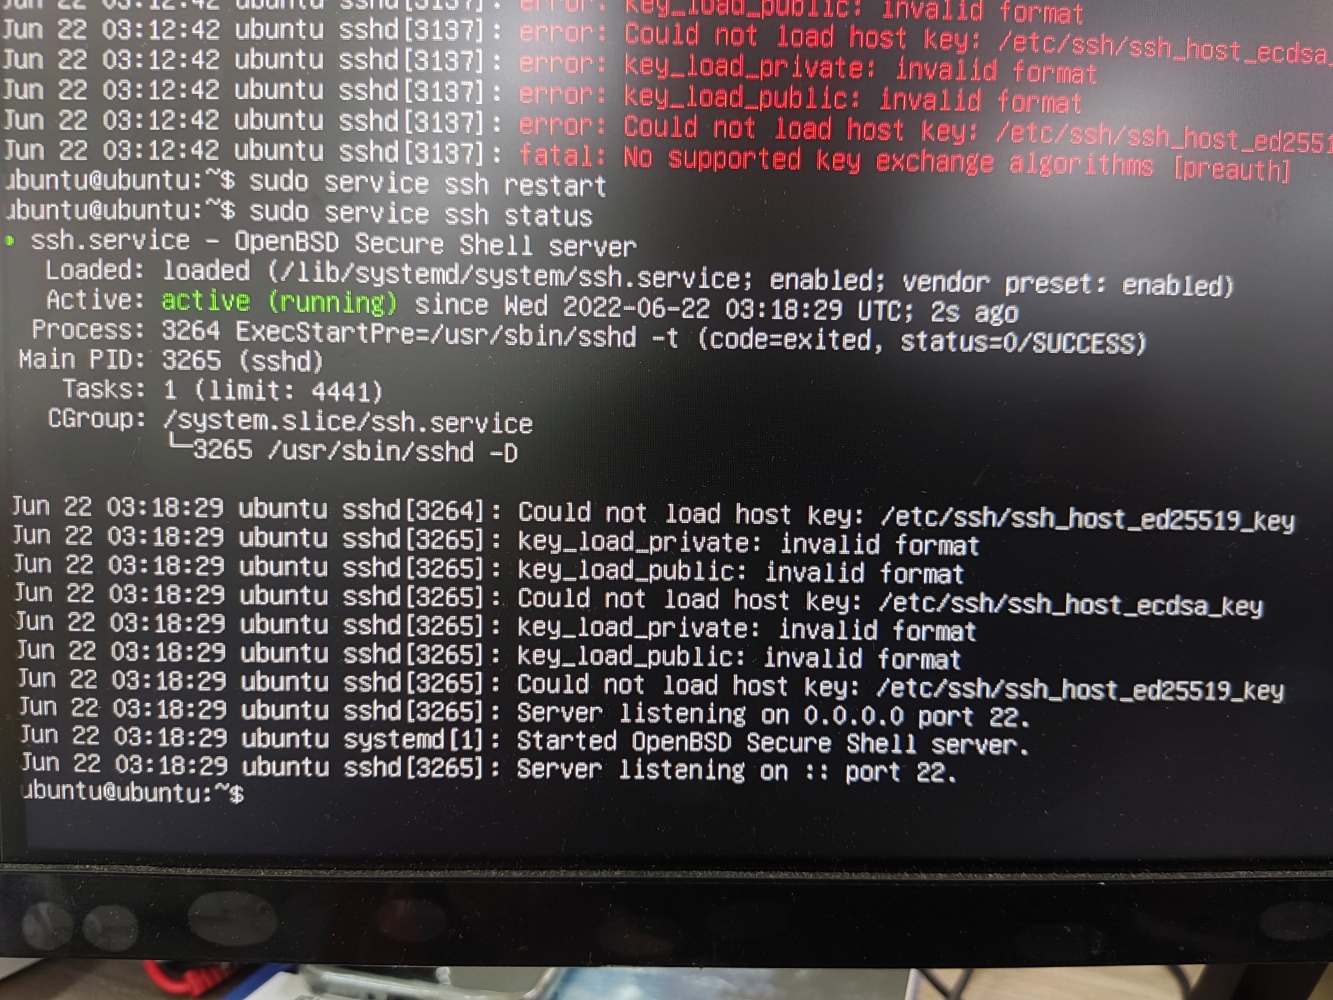 Jun 22 03:12:42 ubuntu sshd[3137]: error: key_load_public: invalid format
Jun 22 03:12:42 ubuntu sshd[3137]: error: Could not load host key: /etc/ssh/ssh_host_ecdsa_
Jun 22 03:12:42 ubuntu sshd[3137]: error: key_load_private: invalid format
Jun 22 03:12:42 ubuntu sshd[3137]: error: key_load_public: invalid format
Jun 22 03:12:42 ubuntu sshd[3137]: error: Could not load host key: /etc/ssh/ssh_host_ed2551
Jun 22 03:12:42 ubuntu sshd[3137]: fatal: No supported key exchange algorithms [preauth]
ubuntu@ubuntu:~$ sudo service ssh restart
ubuntu@ubuntu:~$ sudo service ssh status
● ssh.service - OpenBSD Secure Shell server
Loaded: loaded (/lib/systemd/system/ssh.service; enabled; vendor preset: enabled)
Active: active (running) since Wed 2022-06-22 03:18:29 UTC; 2s ago
Process: 3264 ExecStartPre=/usr/sbin/sshd -t (code=exited, status=0/SUCCESS)
Main PID: 3265 (sshd)
Tasks: 1 (limit: 4441)
CGroup: /system.slice/ssh.service
└─3265 /usr/sbin/sshd -D
Jun 22 03:18:29 ubuntu sshd[3264]: Could not load host key: /etc/ssh/ssh_host_ed25519_key
Jun 22 03:18:29 ubuntu sshd[3265]: key_load_private: invalid format
Jun 22 03:18:29 ubuntu sshd[3265]: key_load_public: invalid format
Jun 22 03:18:29 ubuntu sshd[3265]: Could not load host key: /etc/ssh/ssh_host_ecdsa_key
Jun 22 03:18:29 ubuntu sshd[3265]: key_load_private: invalid format
Jun 22 03:18:29 ubuntu sshd[3265]: key_load_public: invalid format
Jun 22 03:18:29 ubuntu sshd[3265]: Could not load host key: /etc/ssh/ssh_host_ed25519_key
Jun 22 03:18:29 ubuntu sshd[3265]: Server listening on 0.0.0.0 port 22.
Jun 22 03:18:29 ubuntu systemd[1]: Started OpenBSD Secure Shell server.
Jun 22 03:18:29 ubuntu sshd[3265]: Server listening on :: port 22.
ubuntu@ubuntu:~$